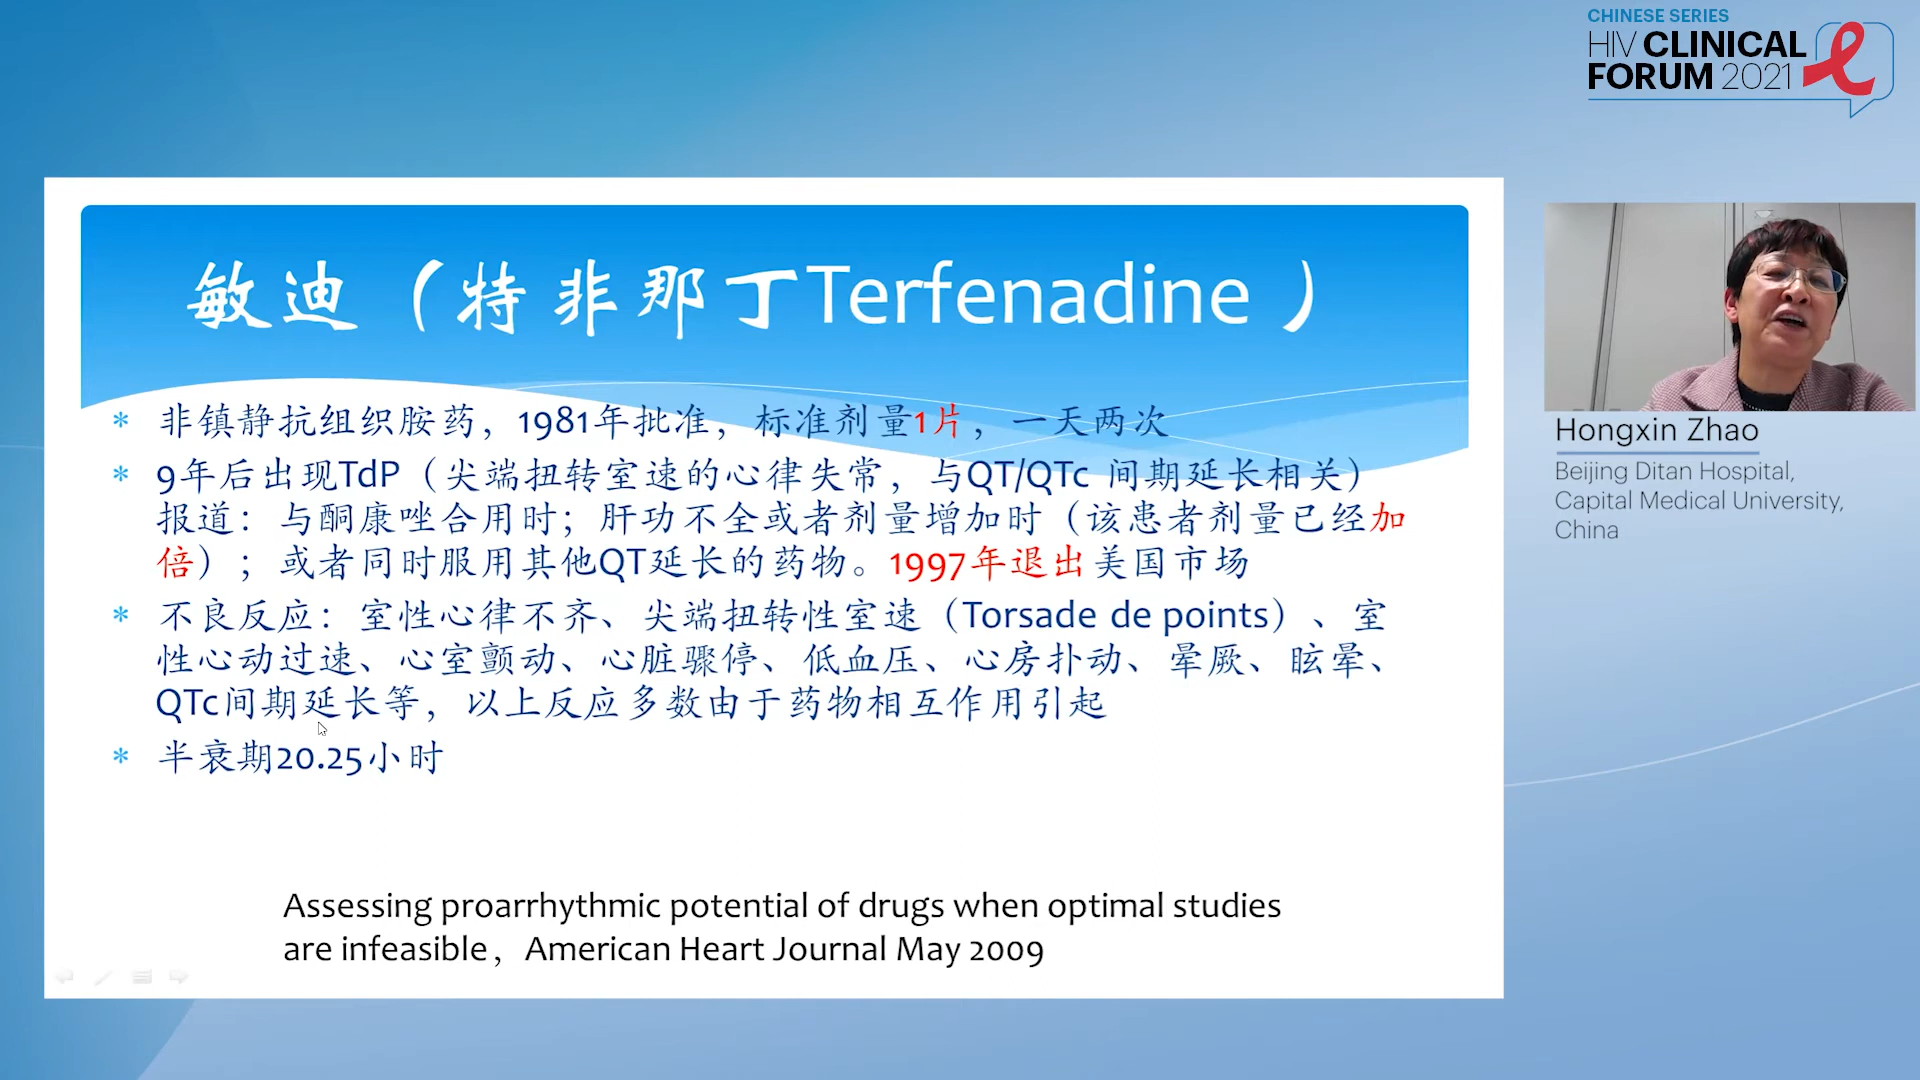 CHINESE SERIES
HIV CLINICAL
FORUM 2021
敏迪（特非那丁Terfenadine）
* 非镇静抗组织胺药，1981年批准，标准剂量1片，一天两次
* 9年后出现TdP（尖端扭转室速的心律失常，与QT/QTc 间期延长相关）
报道：与酮康唑合用时；肝功不全或者剂量增加时（该患者剂量已经加
倍）；或者同时服用其他QT延长的药物。1997年退出美国市场
* 不良反应：室性心律不齐、尖端扭转性室速（Torsade de points）、室
性心动过速、心室颤动、心脏骤停、低血压、心房扑动、晕厥、眩晕、
QTc间期延长等，以上反应多数由于药物相互作用引起
* 半衰期20.25小时
Assessing proarrhythmic potential of drugs when optimal studies
are infeasible，American Heart Journal May 2009
Hongxin Zhao
Beijing Ditan Hospital,
Capital Medical University,
China